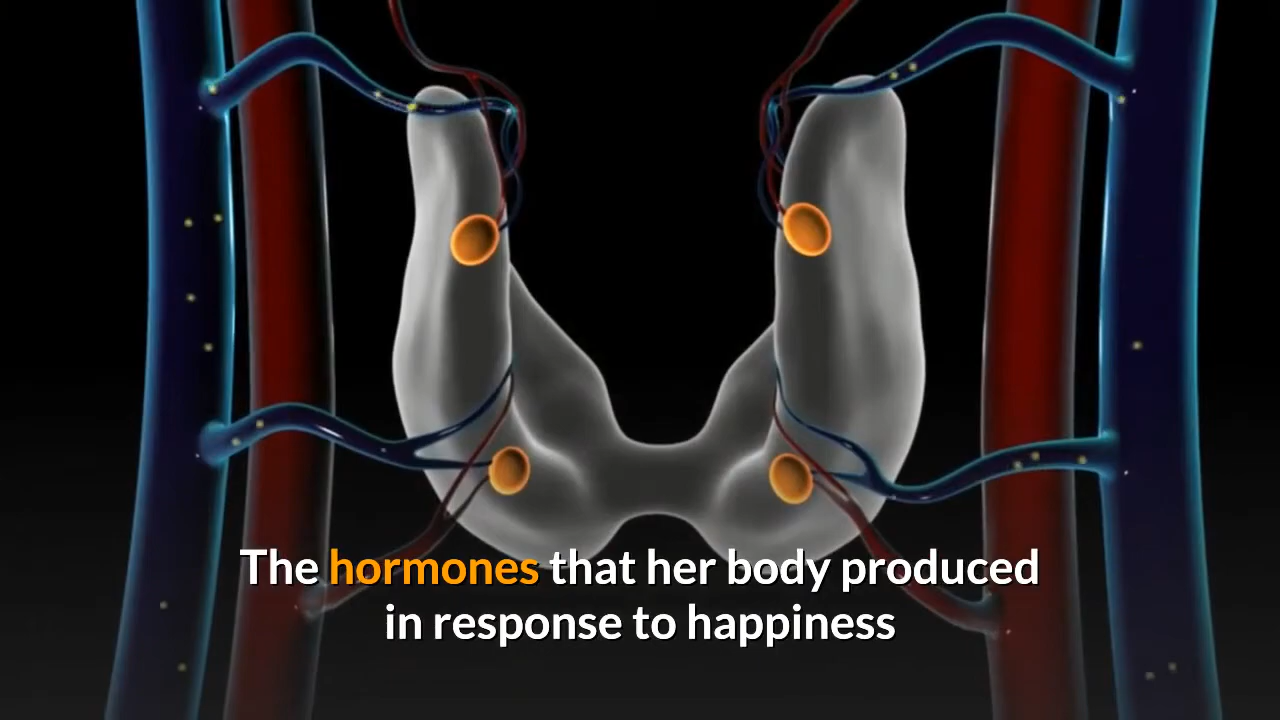 The hormones that her body produced
in response to happiness